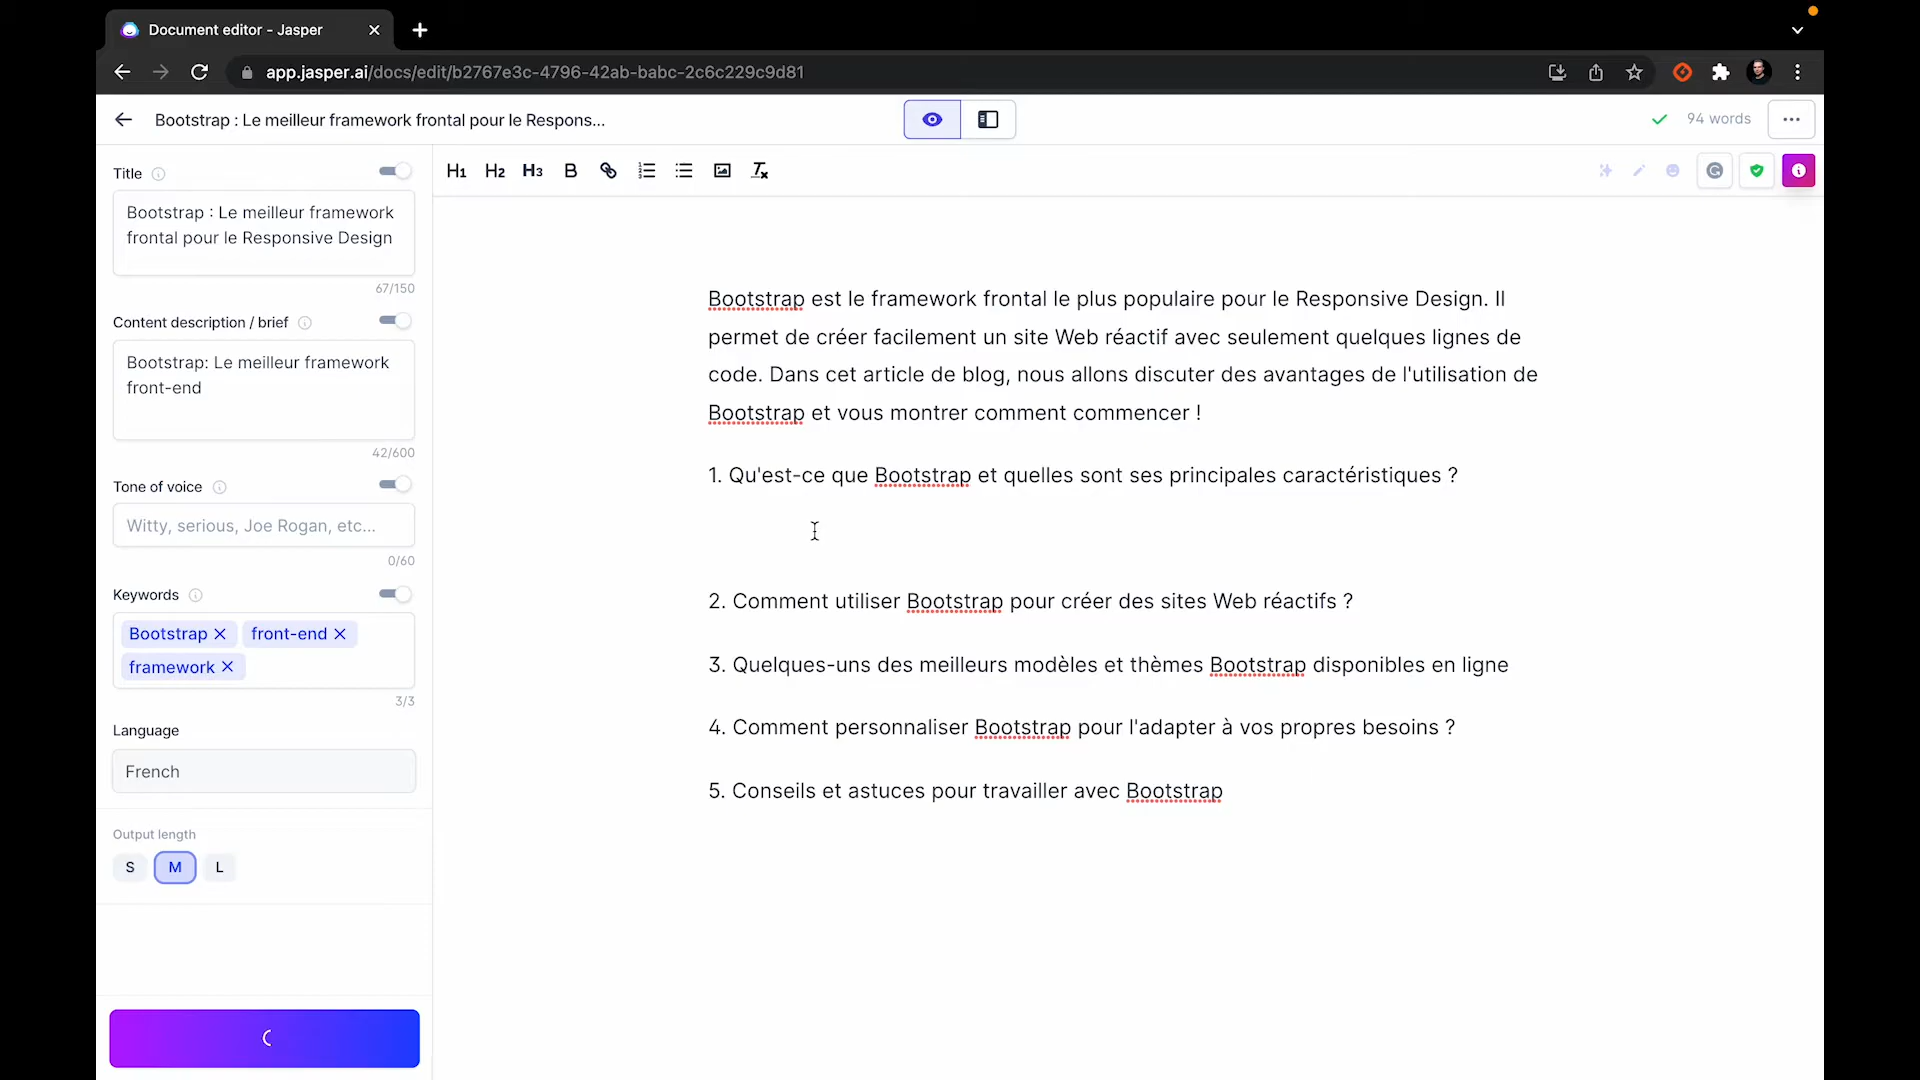 Document editor - Jasper
app.jasper.ai/docs/edit/b2767e3c-4796-42ab-babc-2c6c229c9d81
Bootstrap : Le meilleur framework frontal pour le Respons...
94 words
Title
Bootstrap : Le meilleur framework
frontal pour le Responsive Design
67/150
Content description / brief
Bootstrap: Le meilleur framework
front-end
42/600
Tone of voice
Witty, serious, Joe Rogan, etc...
0/60
Keywords
Bootstrap
front-end
framework
3/3
Language
French
Output length
S M L
H1 H2 H3 B
Bootstrap est le framework frontal le plus populaire pour le Responsive Design. Il
permet de créer facilement un site Web réactif avec seulement quelques lignes de
code. Dans cet article de blog, nous allons discuter des avantages de l'utilisation de
Bootstrap et vous montrer comment commencer !
1. Qu'est-ce que Bootstrap et quelles sont ses principales caractéristiques ?
2. Comment utiliser Bootstrap pour créer des sites Web réactifs ?
3. Quelques-uns des meilleurs modèles et thèmes Bootstrap disponibles en ligne
4. Comment personnaliser Bootstrap pour l'adapter à vos propres besoins ?
5. Conseils et astuces pour travailler avec Bootstrap